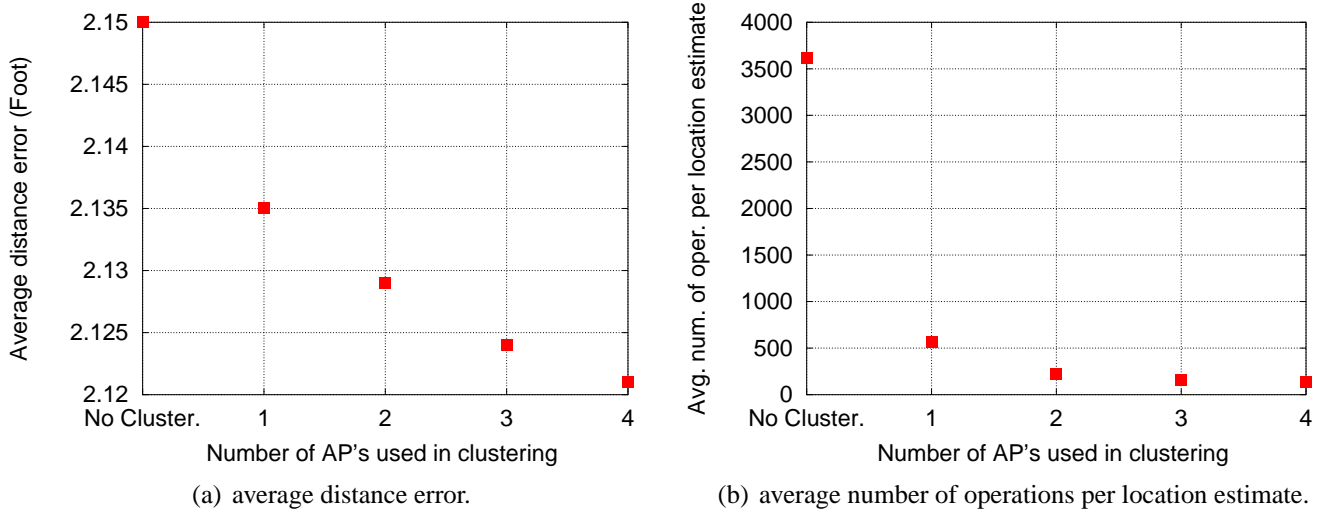 Average distance error (Foot)
2.15
2.145
2.14
2.135
2.13
2.125
2.12
No Cluster. 1 2 3 4
Number of AP's used in clustering
(a) average distance error.
Avg. num. of oper. per location estimate
4000
3500
3000
2500
2000
1500
1000
500
0
No Cluster. 1 2 3 4
Number of AP's used in clustering
(b) average number of operations per location estimate.